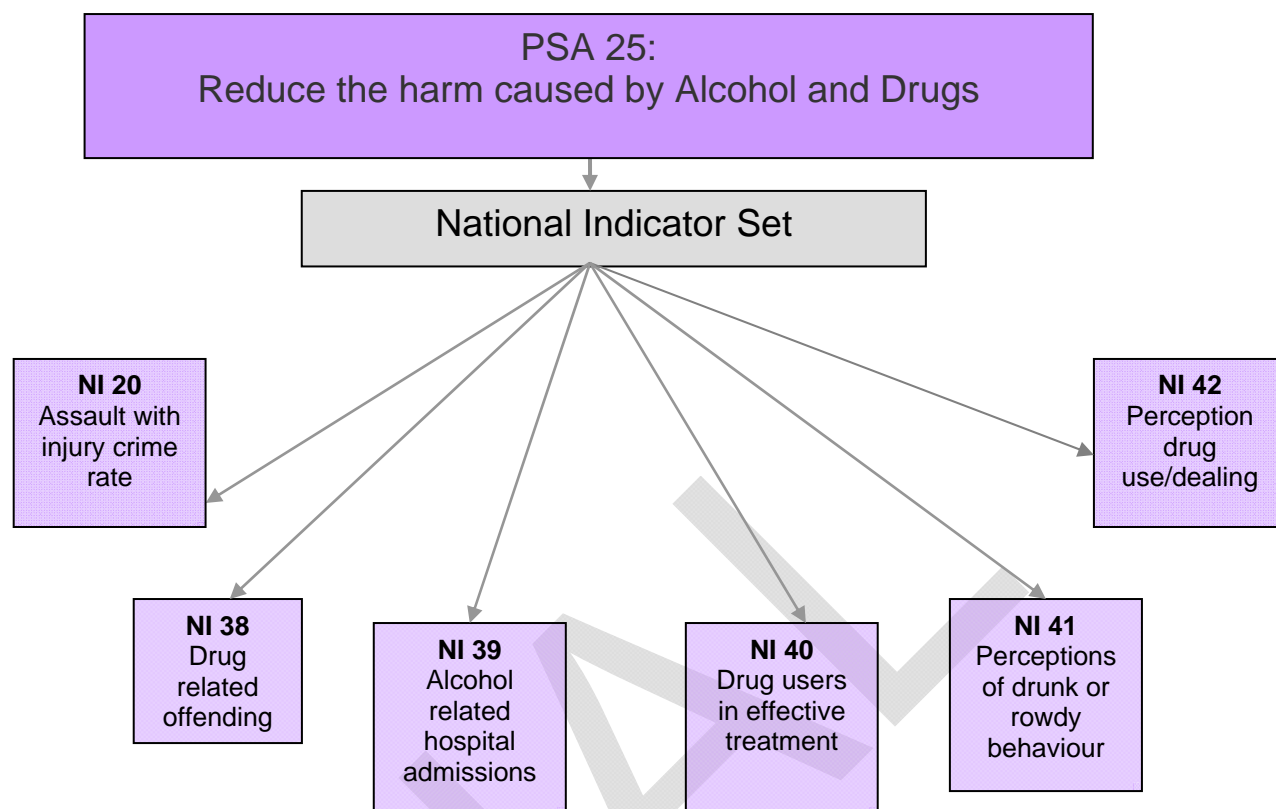 PSA 25:
Reduce the harm caused by Alcohol and Drugs
National Indicator Set
NI 20
Assault with
injury crime
rate
NI 42
Perception
drug
use/dealing
NI 38
Drug
related
offending
NI 39
Alcohol
related
hospital
admissions
NI 40
Drug users
in effective
treatment
NI 41
Perceptions
of drunk or
rowdy
behaviour